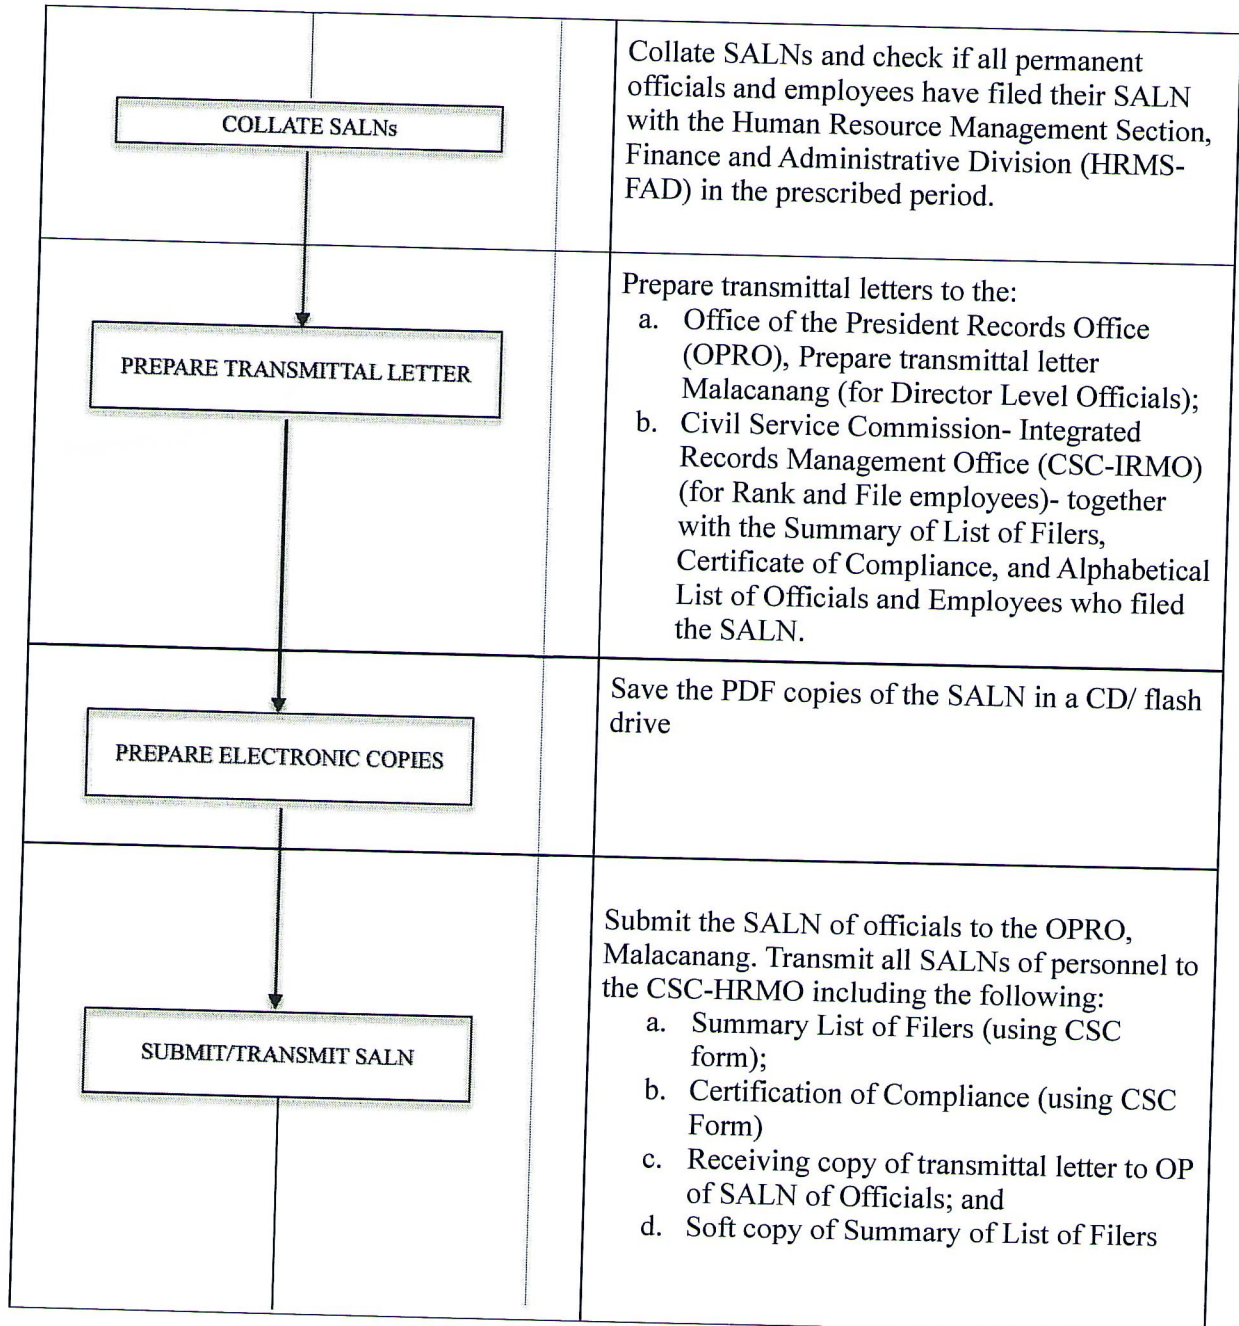 COLLATE SALNs
Collate SALNs and check if all permanent
officials and employees have filed their SALN
with the Human Resource Management Section,
Finance and Administrative Division (HRMS-
FAD) in the prescribed period.
PREPARE TRANSMITTAL LETTER
Prepare transmittal letters to the:
a. Office of the President Records Office
(OPRO), Prepare transmittal letter
Malacanang (for Director Level Officials);
b. Civil Service Commission- Integrated
Records Management Office (CSC-IRMO)
(for Rank and File employees)- together
with the Summary of List of Filers,
Certificate of Compliance, and Alphabetical
List of Officials and Employees who filed
the SALN.
PREPARE ELECTRONIC COPIES
Save the PDF copies of the SALN in a CD/ flash
drive
SUBMIT/TRANSMIT SALN
Submit the SALN of officials to the OPRO,
Malacanang. Transmit all SALNs of personnel to
the CSC-HRMO including the following:
a. Summary List of Filers (using CSC
form);
b. Certification of Compliance (using CSC
Form)
c. Receiving copy of transmittal letter to OP
of SALN of Officials; and
d. Soft copy of Summary of List of Filers